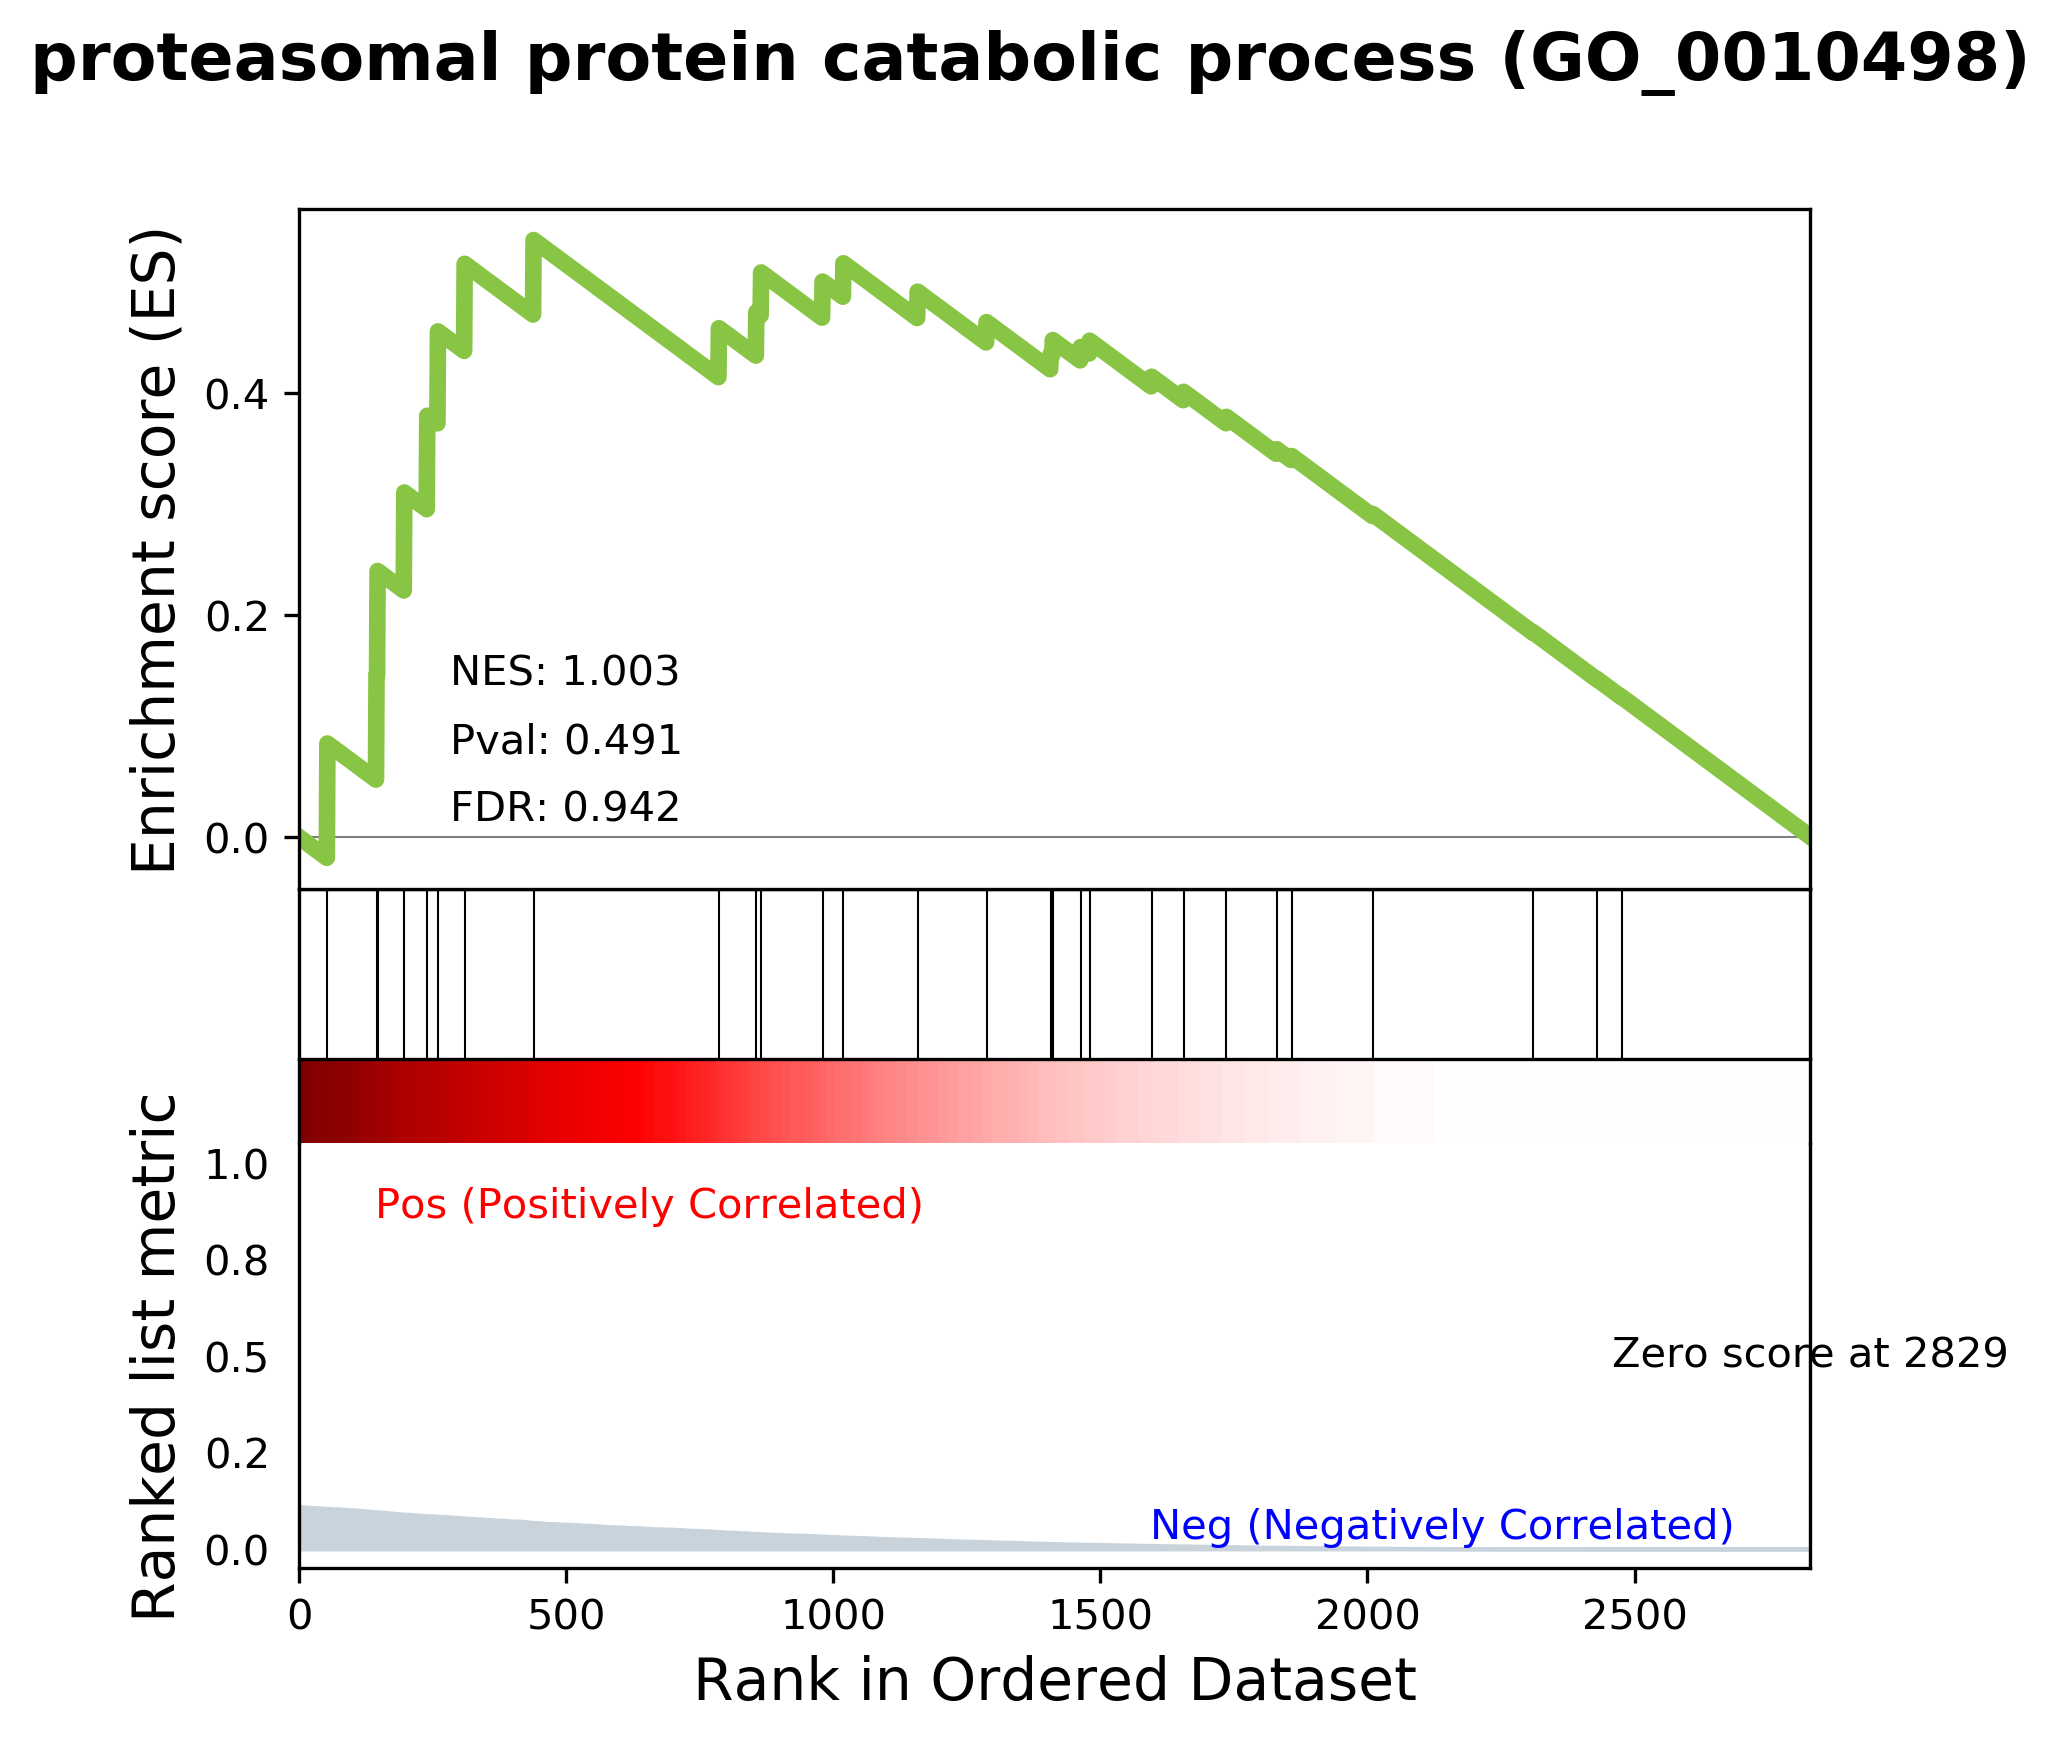 proteasomal protein catabolic process (GO_0010498)
Enrichment score (ES)
0.4
0.2
0.0
NES: 1.003
Pval: 0.491
FDR: 0.942
Ranked list metric
1.0
0.8
0.5
0.2
0.0
Pos (Positively Correlated)
Zero score at 2829
Neg (Negatively Correlated)
0 500 1000 1500 2000 2500
Rank in Ordered Dataset